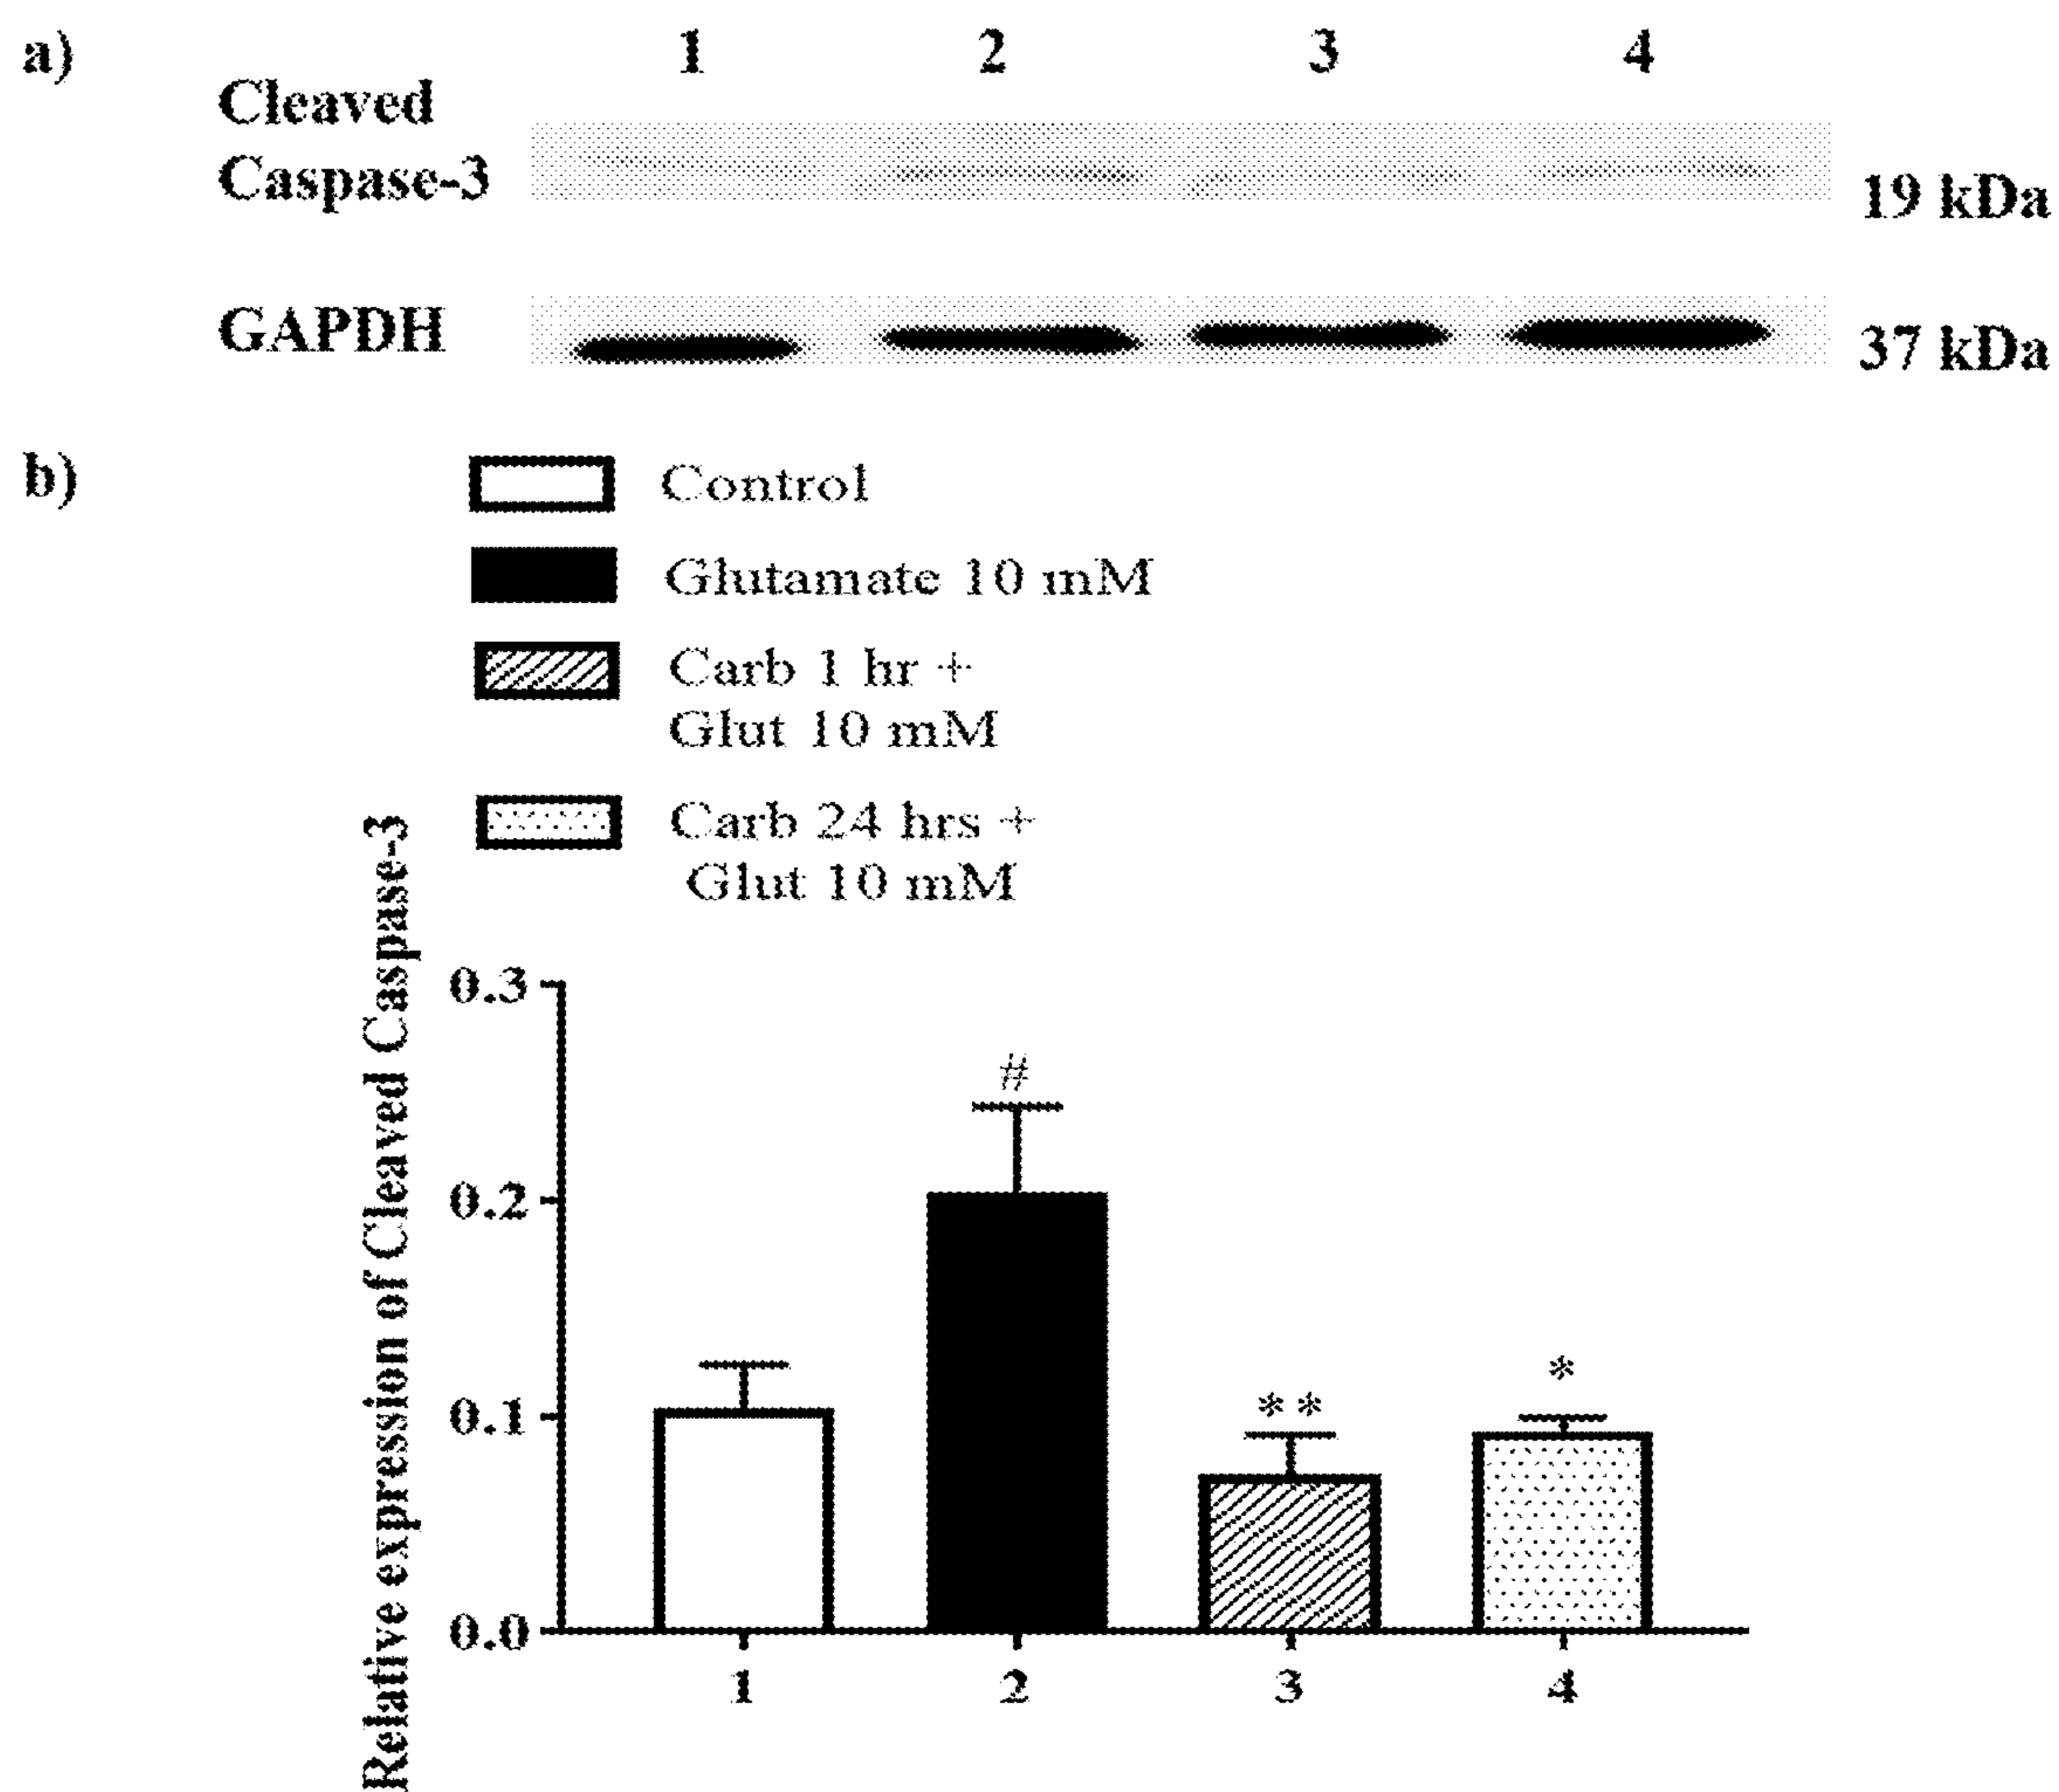 a)
1 2 3 4
Cleaved
Caspase-3
19 kDa
GAPDH
37 kDa
b)
Control
Glutamate 10 mM
Carb 1 hr +
Glut 10 mM
Carb 24 hrs +
Glut 10 mM
Relative expression of Cleaved Caspase-3
0.3
0.2
0.1
0.0
#
**
*
1 2 3 4